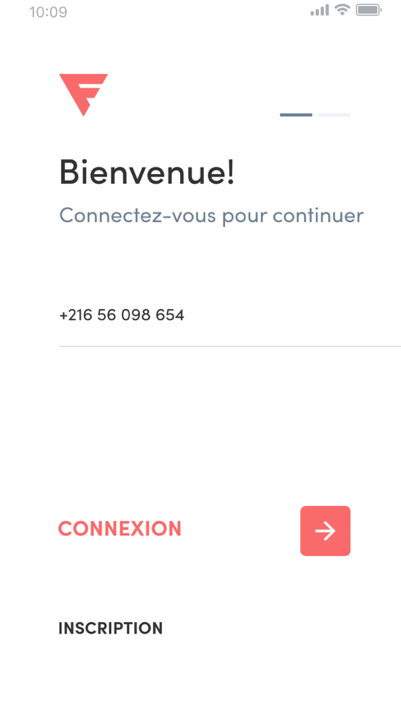 10:09
Bienvenue!
Connectez-vous pour continuer
+216 56 098 654
CONNEXION
INSCRIPTION